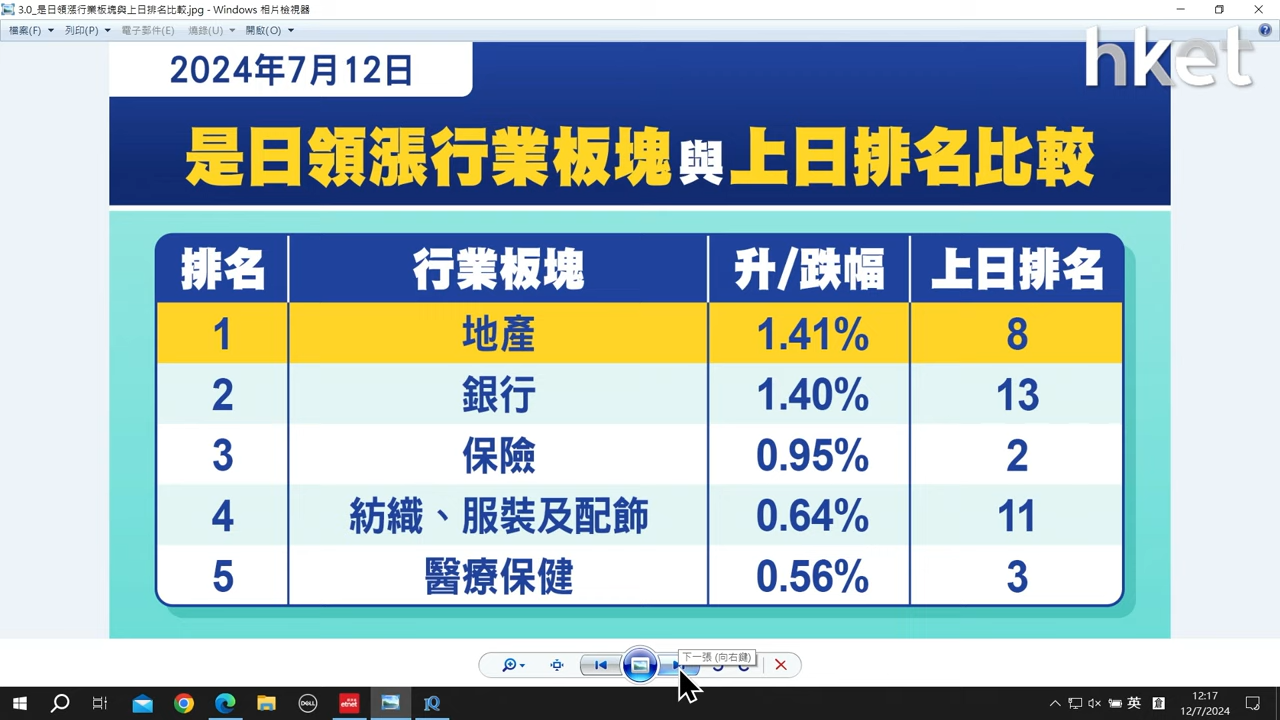 3.0_是日領漲行業板塊與上日排名比較.jpg - Windows 相片檢視器
檔案(F) 列印(P) 電子郵件(E) 燒錄(U) 開啟(O)
hket
2024年7月12日
是日領漲行業板塊與上日排名比較
排名 行業板塊 升/跌幅 上日排名
1 地產 1.41% 8
2 銀行 1.40% 13
3 保險 0.95% 2
4 紡織、服裝及配飾 0.64% 11
5 醫療保健 0.56% 3
下一張 (向右鍵)
DELL
etnet
IQ
英
12:17
12/7/2024